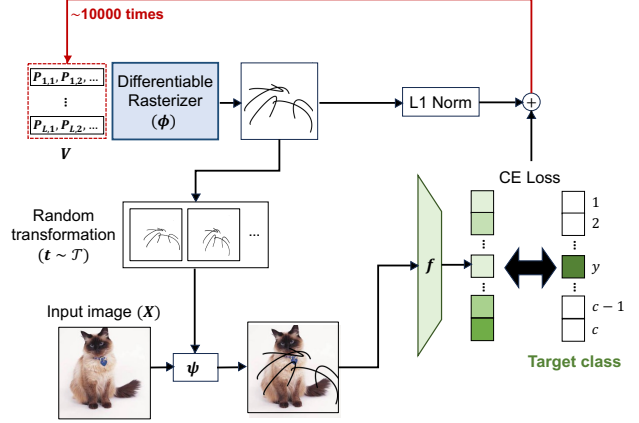 ~10000 times
P1,1, P1,2, ...
⋮
PL,1, PL,2, ...
V
Differentiable
Rasterizer
(ϕ)
L1 Norm
+
CE Loss
Random
transformation
(t ~ 𝒯)
...
Input image (X)
ψ
f
1
2
⋮
y
⋮
c − 1
c
Target class